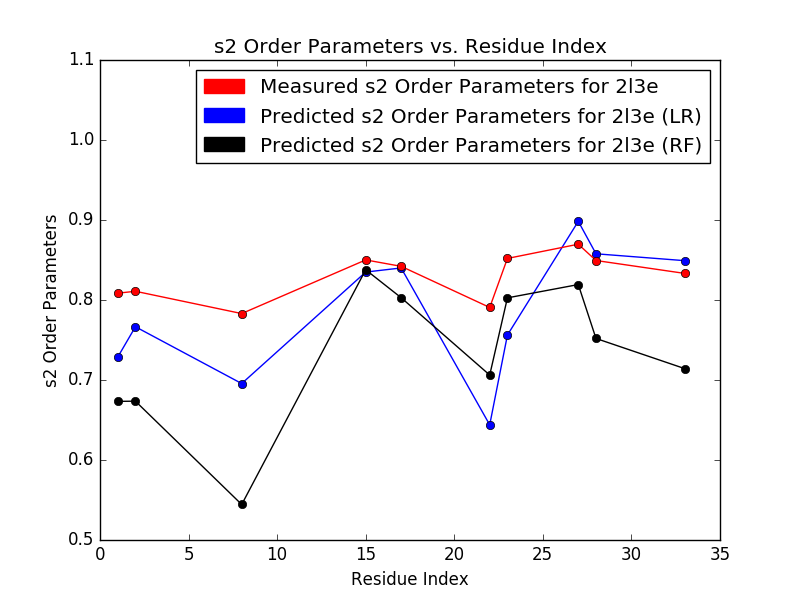 s2 Order Parameters vs. Residue Index
Measured s2 Order Parameters for 2l3e
Predicted s2 Order Parameters for 2l3e (LR)
Predicted s2 Order Parameters for 2l3e (RF)
s2 Order Parameters
1.1
1.0
0.9
0.8
0.7
0.6
0.5
0 5 10 15 20 25 30 35
Residue Index